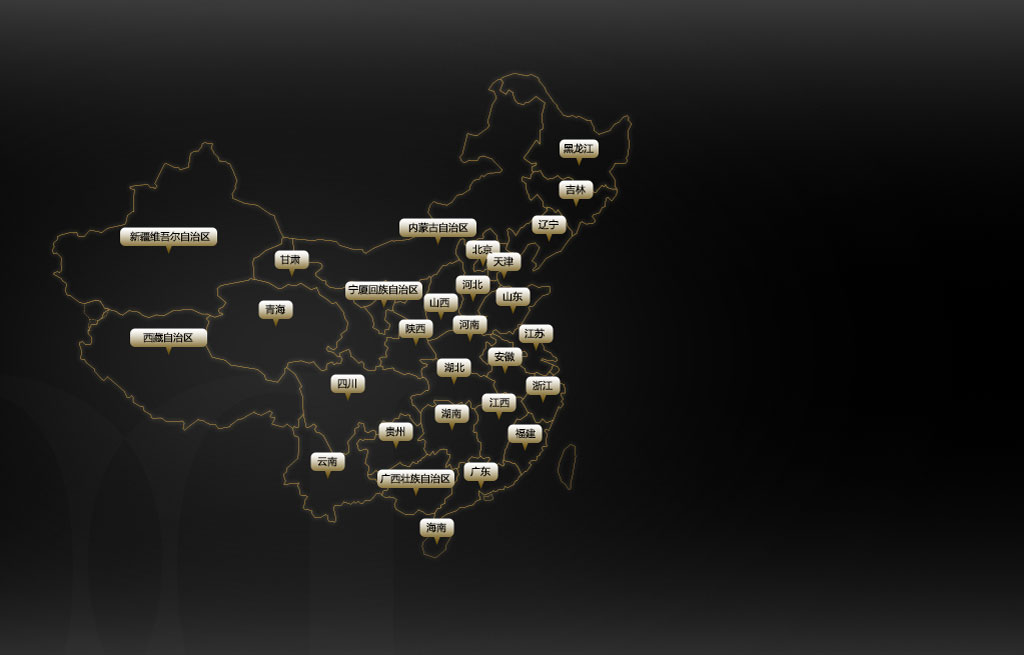 黑龙江
吉林
辽宁
内蒙古自治区
新疆维吾尔自治区
北京
甘肃
天津
河北
宁厦回族自治区
山东
山西
青海
河南
陕西
江苏
西藏自治区
安徽
湖北
四川
浙江
江西
湖南
贵州
福建
云南
广东
广西壮族自治区
海南